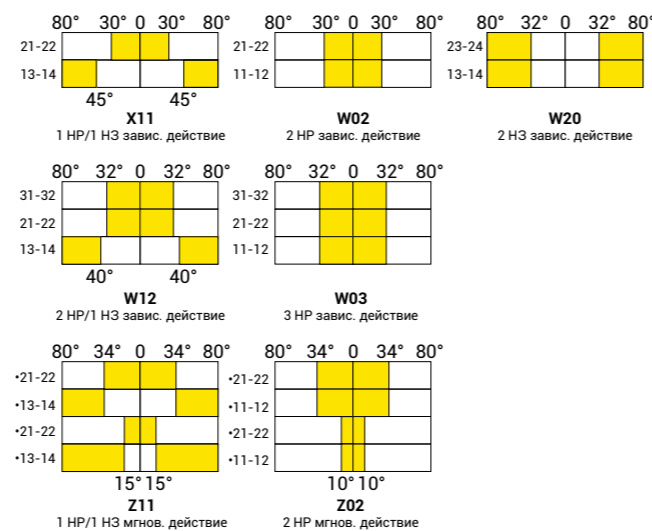 80° 30° 0 30° 80°
21-22
13-14
45° 45°
X11
1 НР/1 НЗ завис. действие
80° 30° 0 30° 80°
21-22
11-12
W02
2 НР завис. действие
80° 32° 0 32° 80°
23-24
13-14
W20
2 НЗ завис. действие
80° 32° 0 32° 80°
31-32
21-22
13-14
40° 40°
W12
2 НР/1 НЗ завис. действие
80° 32° 0 32° 80°
31-32
21-22
11-12
W03
3 НР завис. действие
80° 34° 0 34° 80°
•21-22
•13-14
•21-22
•13-14
15° 15°
Z11
1 НР/1 НЗ мгнов. действие
80° 34° 0 34° 80°
•21-22
•11-12
•21-22
•11-12
10° 10°
Z02
2 НР мгнов. действие